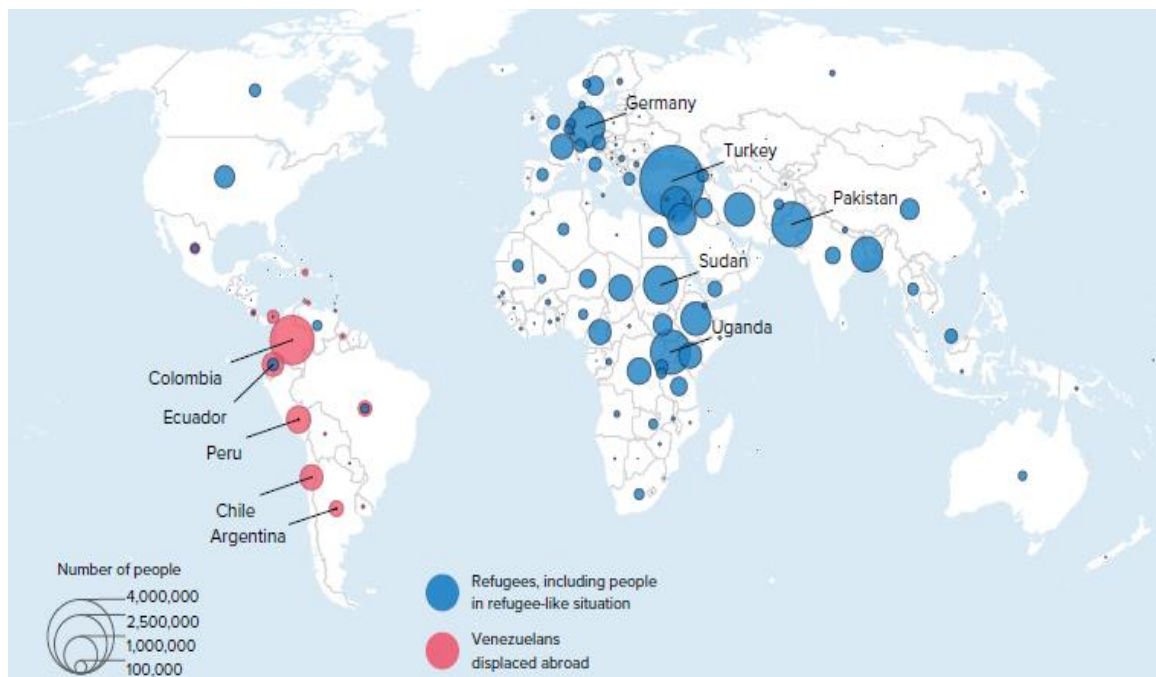 Germany
Turkey
Pakistan
Sudan
Uganda
Colombia
Ecuador
Peru
Chile
Argentina
Number of people
4,000,000
2,500,000
1,000,000
100,000
Refugees, including people
in refugee-like situation
Venezuelans
displaced abroad